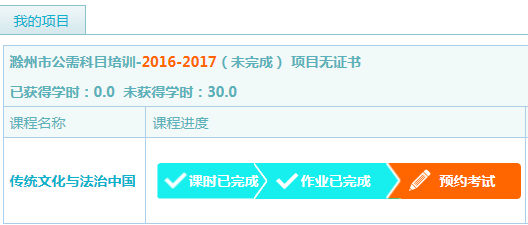 我的项目
滁州市公需科目培训-2016-2017（未完成） 项目无证书
已获得学时：0.0 未获得学时：30.0
课程名称 课程进度
传统文化与法治中国 课时已完成 作业已完成 预约考试